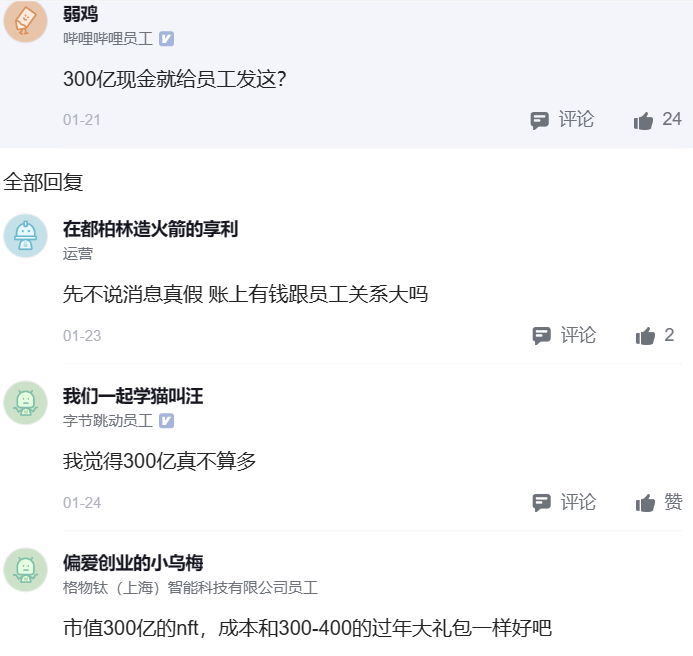 弱鸡
哔哩哔哩员工
300亿现金就给员工发这？
01-21
评论
24
全部回复
在都柏林造火箭的享利
运营
先不说消息真假 账上有钱跟员工关系大吗
01-23
评论
2
我们一起学猫叫汪
字节跳动员工
我觉得300亿真不算多
01-24
评论
赞
偏爱创业的小乌梅
格物钛（上海）智能科技有限公司员工
市值300亿的nft，成本和300-400的过年大礼包一样好吧